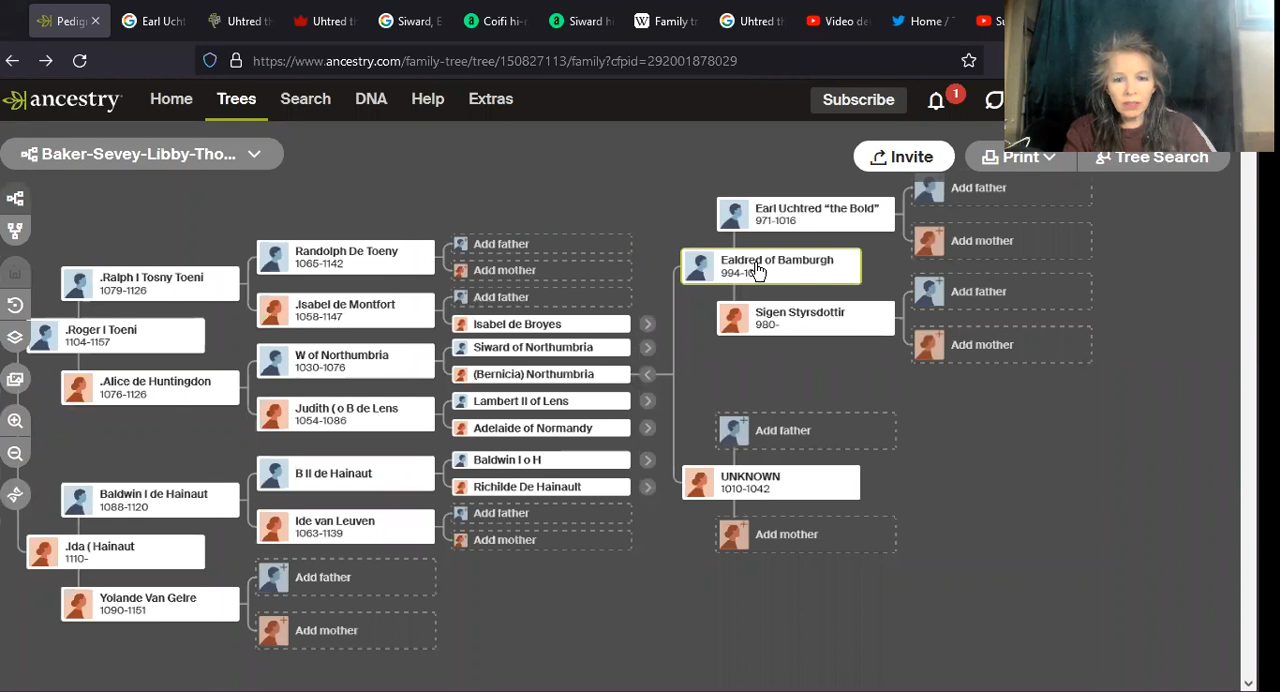 Pedigr
Earl Ucht
Uhtred th
Uhtred th
Siward, E
Coifi hi-
Siward hi
Family tr
Uhtred th
Video de
Home / T
Su
https://www.ancestry.com/family-tree/tree/150827113/family?cfpid=292001878029
ancestry
Home
Trees
Search
DNA
Help
Extras
Subscribe
1
Baker-Sevey-Libby-Tho...
Invite
Print
Tree Search
.Ralph I Tosny Toeni
1079-1126
.Roger I Toeni
1104-1157
.Alice de Huntingdon
1076-1126
Baldwin I de Hainaut
1088-1120
.Ida ( Hainaut
1110-
Yolande Van Gelre
1090-1151
Randolph De Toeny
1065-1142
.Isabel de Montfort
1058-1147
W of Northumbria
1030-1076
Judith ( o B de Lens
1054-1086
B II de Hainaut
Ide van Leuven
1063-1139
Add father
Add mother
Add father
Add mother
Add father
Isabel de Broyes
Siward of Northumbria
(Bernicia) Northumbria
Lambert II of Lens
Adelaide of Normandy
Baldwin I o H
Richilde De Hainault
Add father
Add mother
Earl Uchtred “the Bold”
971-1016
Ealdred of Bamburgh
Sigen Styrsdottir
980-
Add father
UNKNOWN
1010-1042
Add mother
Add father
Add mother
Add father
Add mother